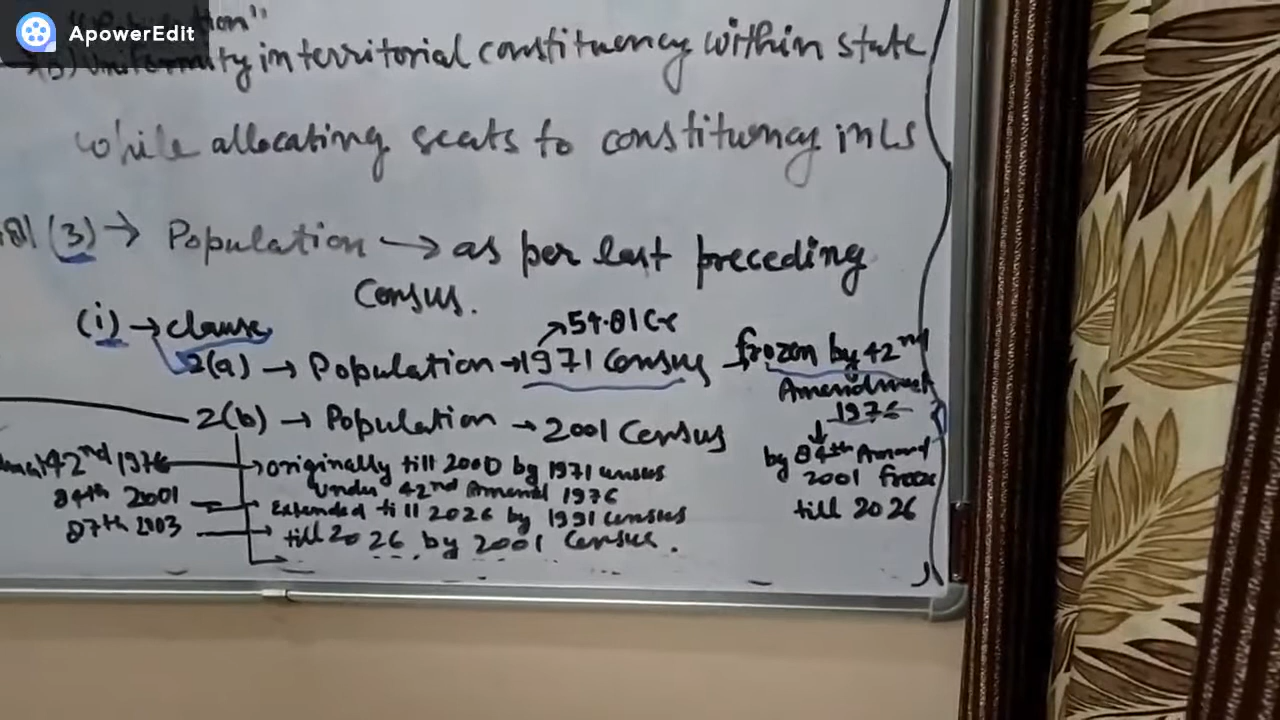 ApowerEdit
(b) Uniformity in territorial constituency within state
while allocating seats to constituency in LS
81 (3) → Population → as per last preceding
Census.
(i) → clause
2(a) → Population → 1971 Census → frozen by 42nd
→ 54.81 Cr
Amendment
1976
↓
by 84th Amend
2001 Froze
till 2026
2(b) → Population → 2001 Census
42nd 1976 → originally till 2000 by 1971 census
under 42nd Amend 1976
84th 2001 → Extended till 2026 by 1991 census
87th 2003 → till 2026 by 2001 Census.